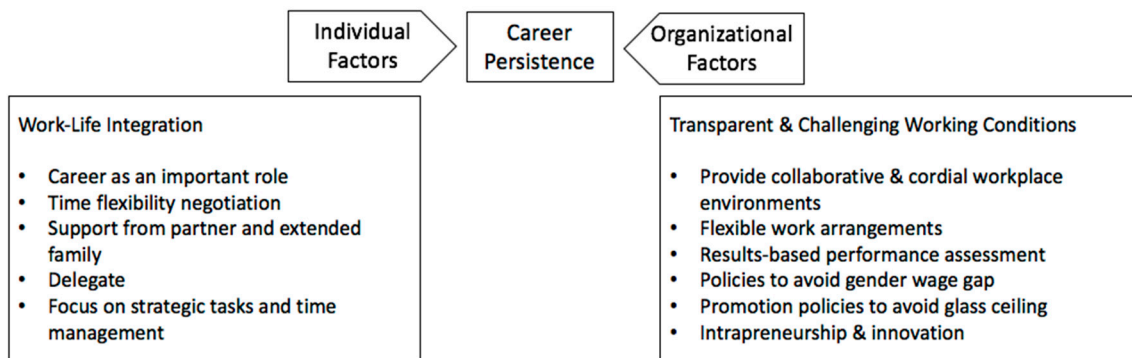 Individual
Factors
Career
Persistence
Organizational
Factors
Work-Life Integration
• Career as an important role
• Time flexibility negotiation
• Support from partner and extended
family
• Delegate
• Focus on strategic tasks and time
management
Transparent & Challenging Working Conditions
• Provide collaborative & cordial workplace
environments
• Flexible work arrangements
• Results-based performance assessment
• Policies to avoid gender wage gap
• Promotion policies to avoid glass ceiling
• Intrapreneurship & innovation